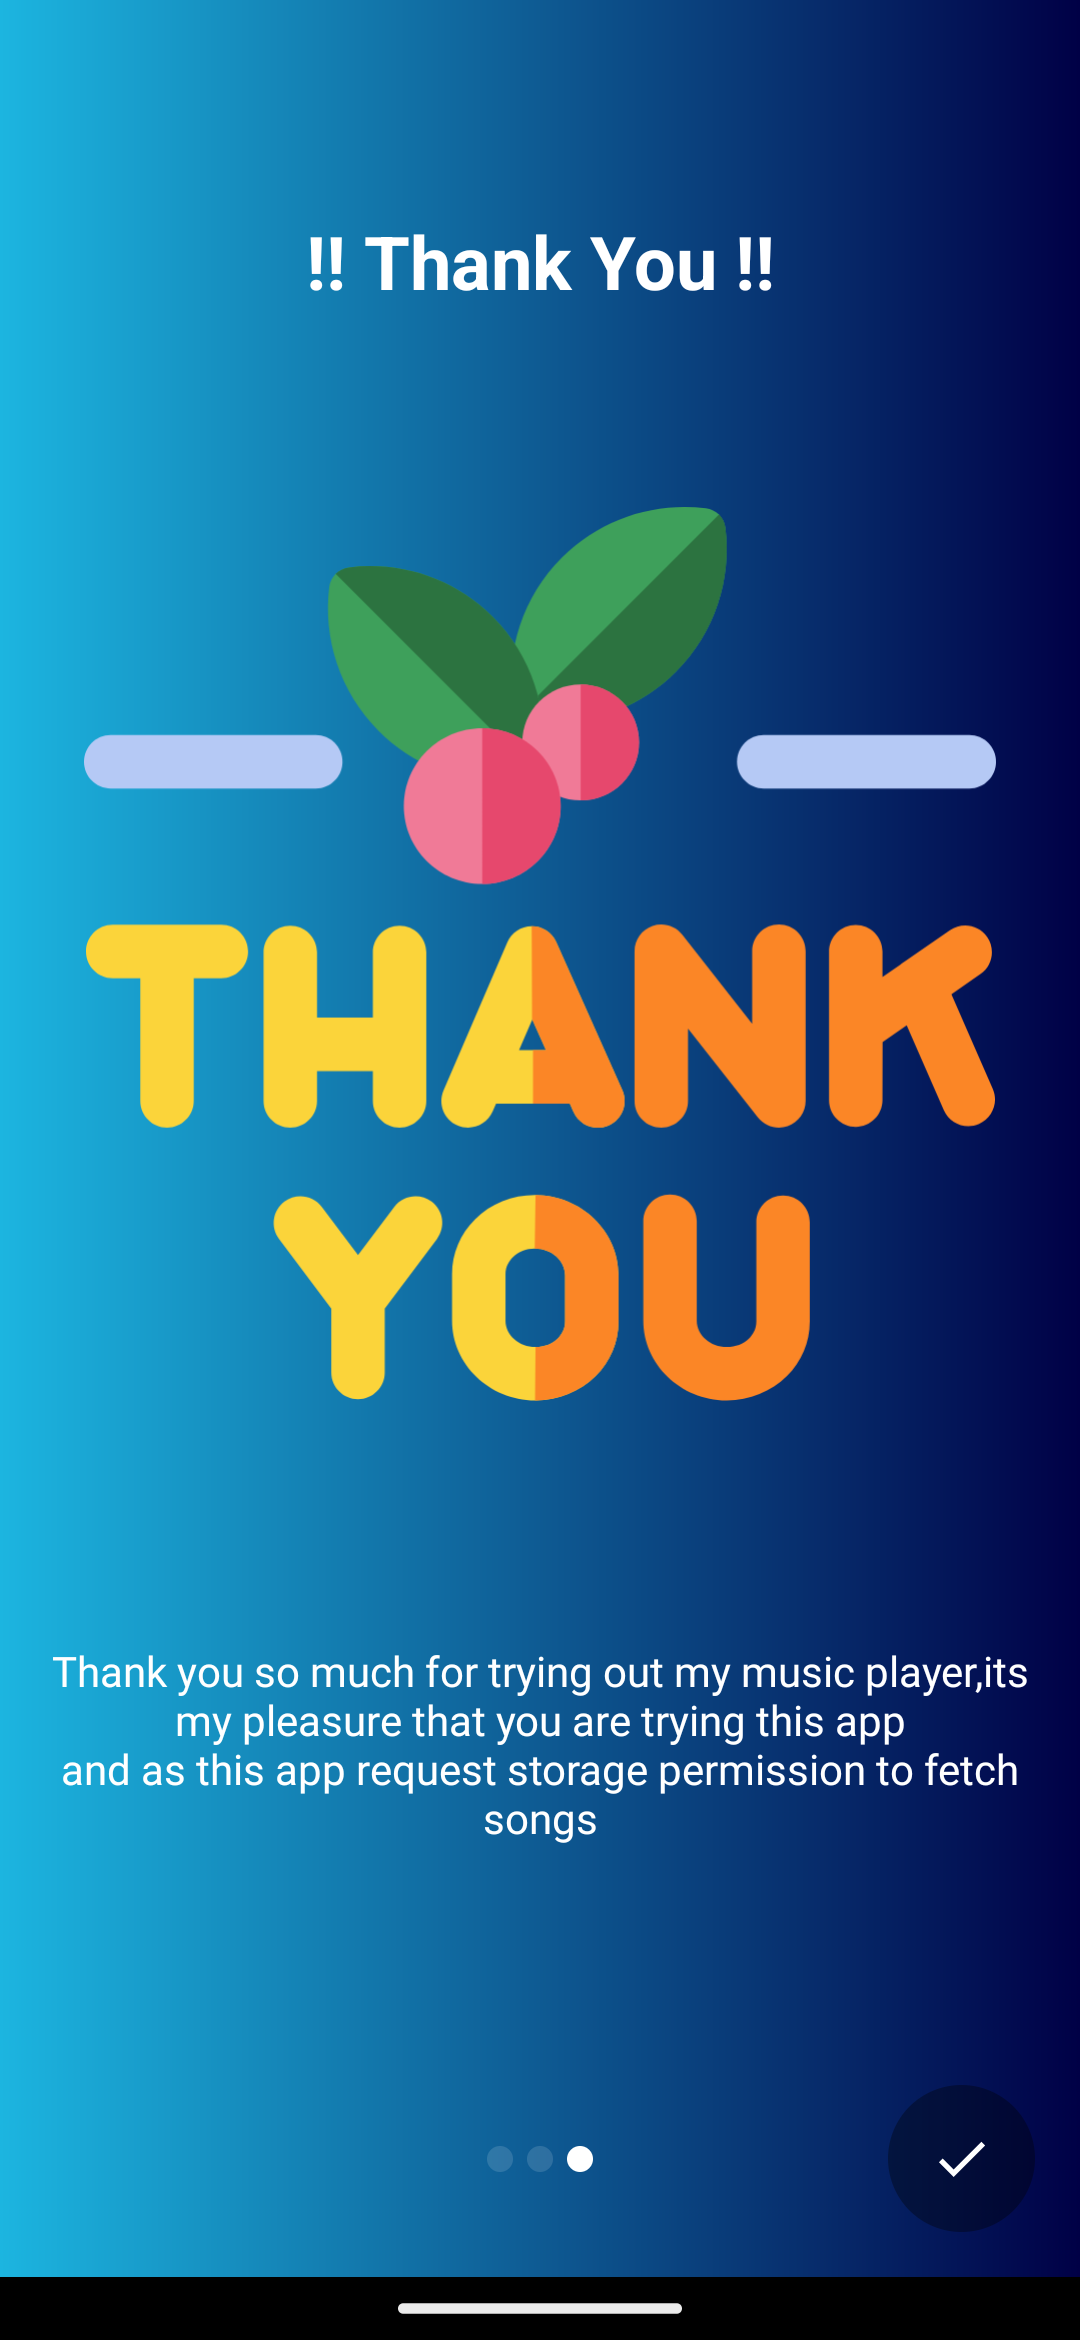 !! Thank You !!
THANK
YOU
Thank you so much for trying out my music player,its
my pleasure that you are trying this app
and as this app request storage permission to fetch
songs